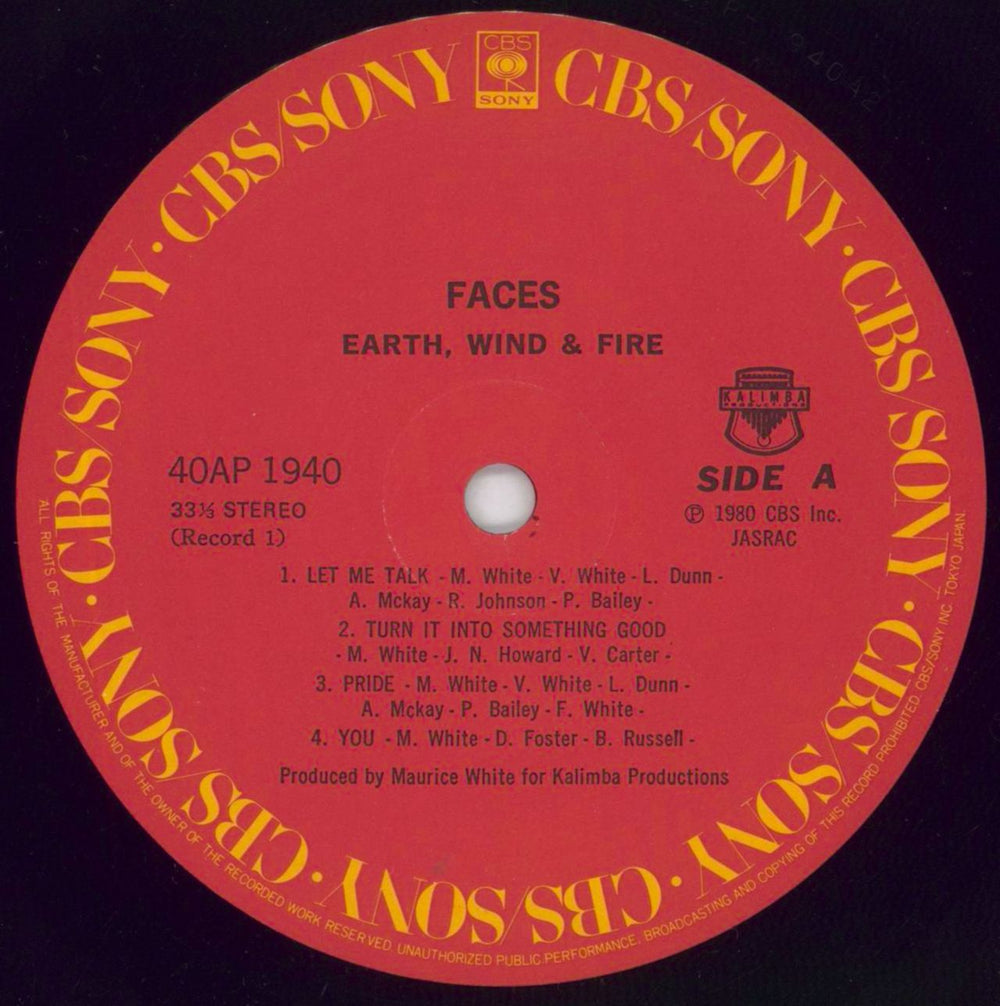 CBS
SONY
CBS/SONY · CBS/SONY · CBS/SONY · CBS/SONY · CBS/SONY · CBS/SONY · CBS/SONY · CBS/SONY
FACES
EARTH, WIND & FIRE
KALIMBA
PRODUCTIONS
40AP 1940
SIDE A
33⅓ STEREO
Ⓟ 1980 CBS Inc.
(Record 1)
JASRAC
1. LET ME TALK - M. White - V. White - L. Dunn -
A. Mckay - R. Johnson - P. Bailey -
2. TURN IT INTO SOMETHING GOOD
- M. White - J. N. Howard - V. Carter -
3. PRIDE - M. White - V. White - L. Dunn -
A. Mckay - P. Bailey - F. White -
4. YOU - M. White - D. Foster - B. Russell -
Produced by Maurice White for Kalimba Productions
ALL RIGHTS OF THE MANUFACTURER AND OF THE OWNER OF THE RECORDED WORK RESERVED UNAUTHORIZED PUBLIC PERFORMANCE, BROADCASTING AND COPYING OF THIS RECORD PROHIBITED CBS/SONY INC. TOKYO JAPAN.